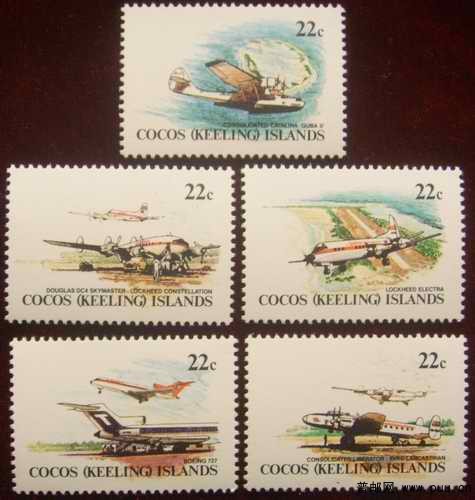 22c
CONSOLIDATED CATALINA 'GUBA II'
COCOS (KEELING) ISLANDS
22c
DOUGLAS DC4 SKYMASTER - LOCKHEED CONSTELLATION
COCOS (KEELING) ISLANDS
22c
LOCKHEED ELECTRA
COCOS (KEELING) ISLANDS
22c
BOEING 727
COCOS (KEELING) ISLANDS
22c
CONSOLIDATED LIBERATOR - AVRO LANCASTRIAN
COCOS (KEELING) ISLANDS